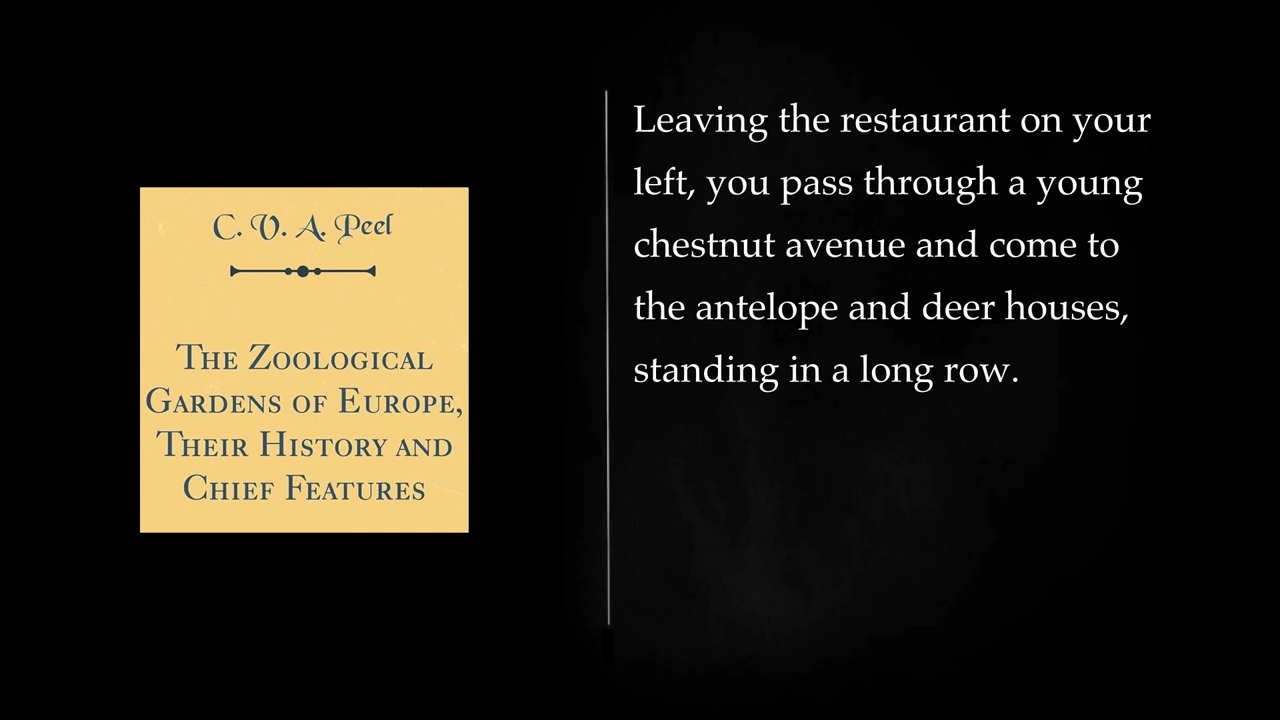 C. V. A. Peel
The Zoological
Gardens of Europe,
Their History and
Chief Features
Leaving the restaurant on your
left, you pass through a young
chestnut avenue and come to
the antelope and deer houses,
standing in a long row.